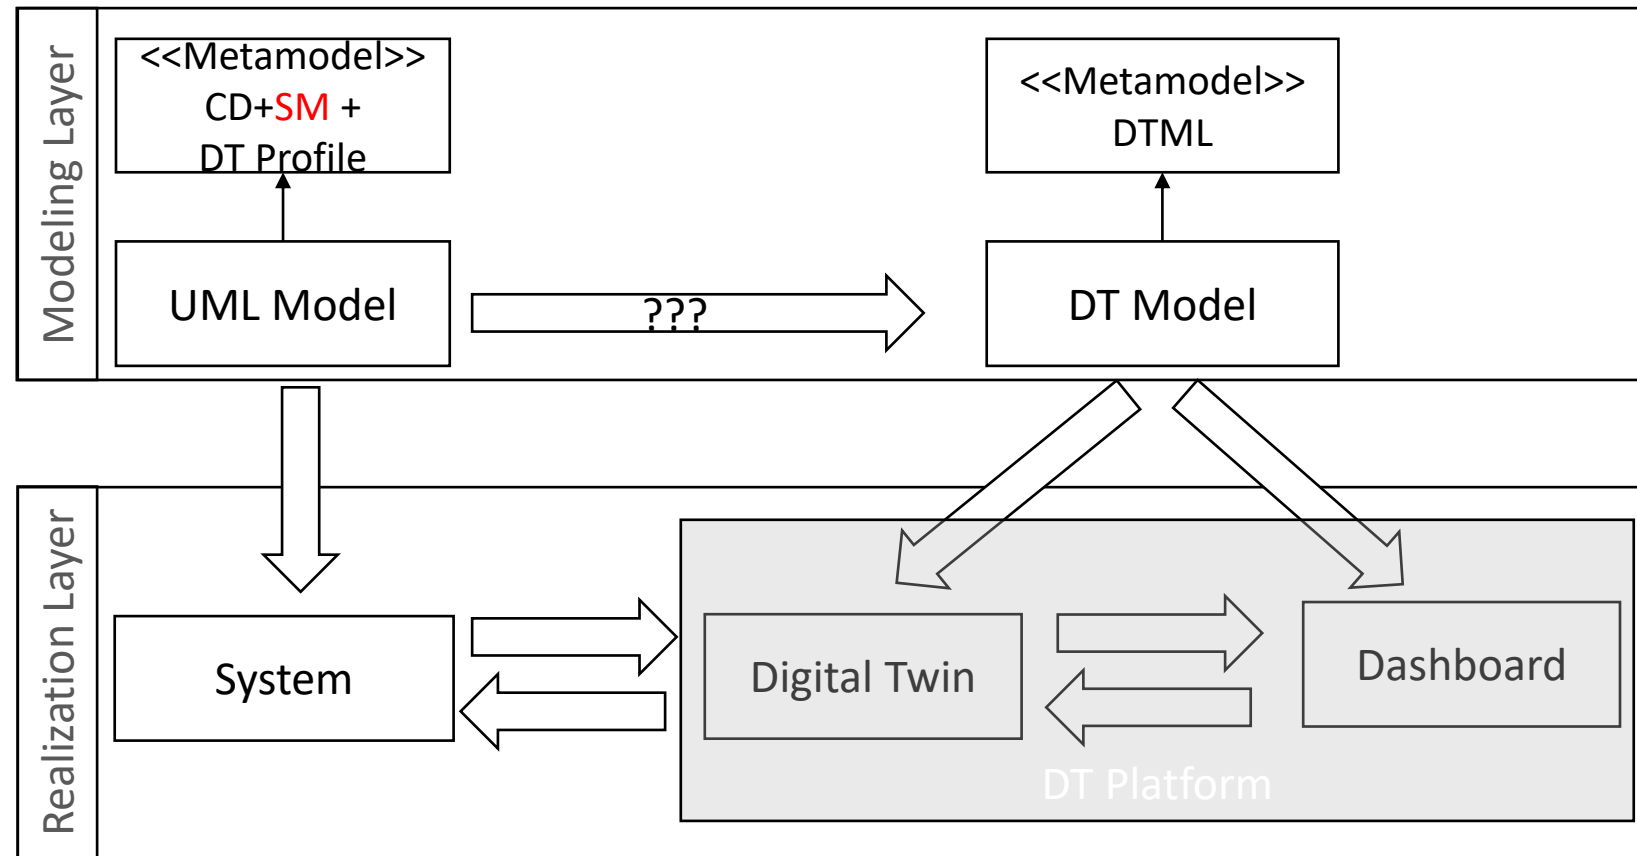 Modeling Layer
<<Metamodel>>
CD+SM +
DT Profile
<<Metamodel>>
DTML
UML Model
???
DT Model
Realization Layer
System
Digital Twin
Dashboard
DT Platform